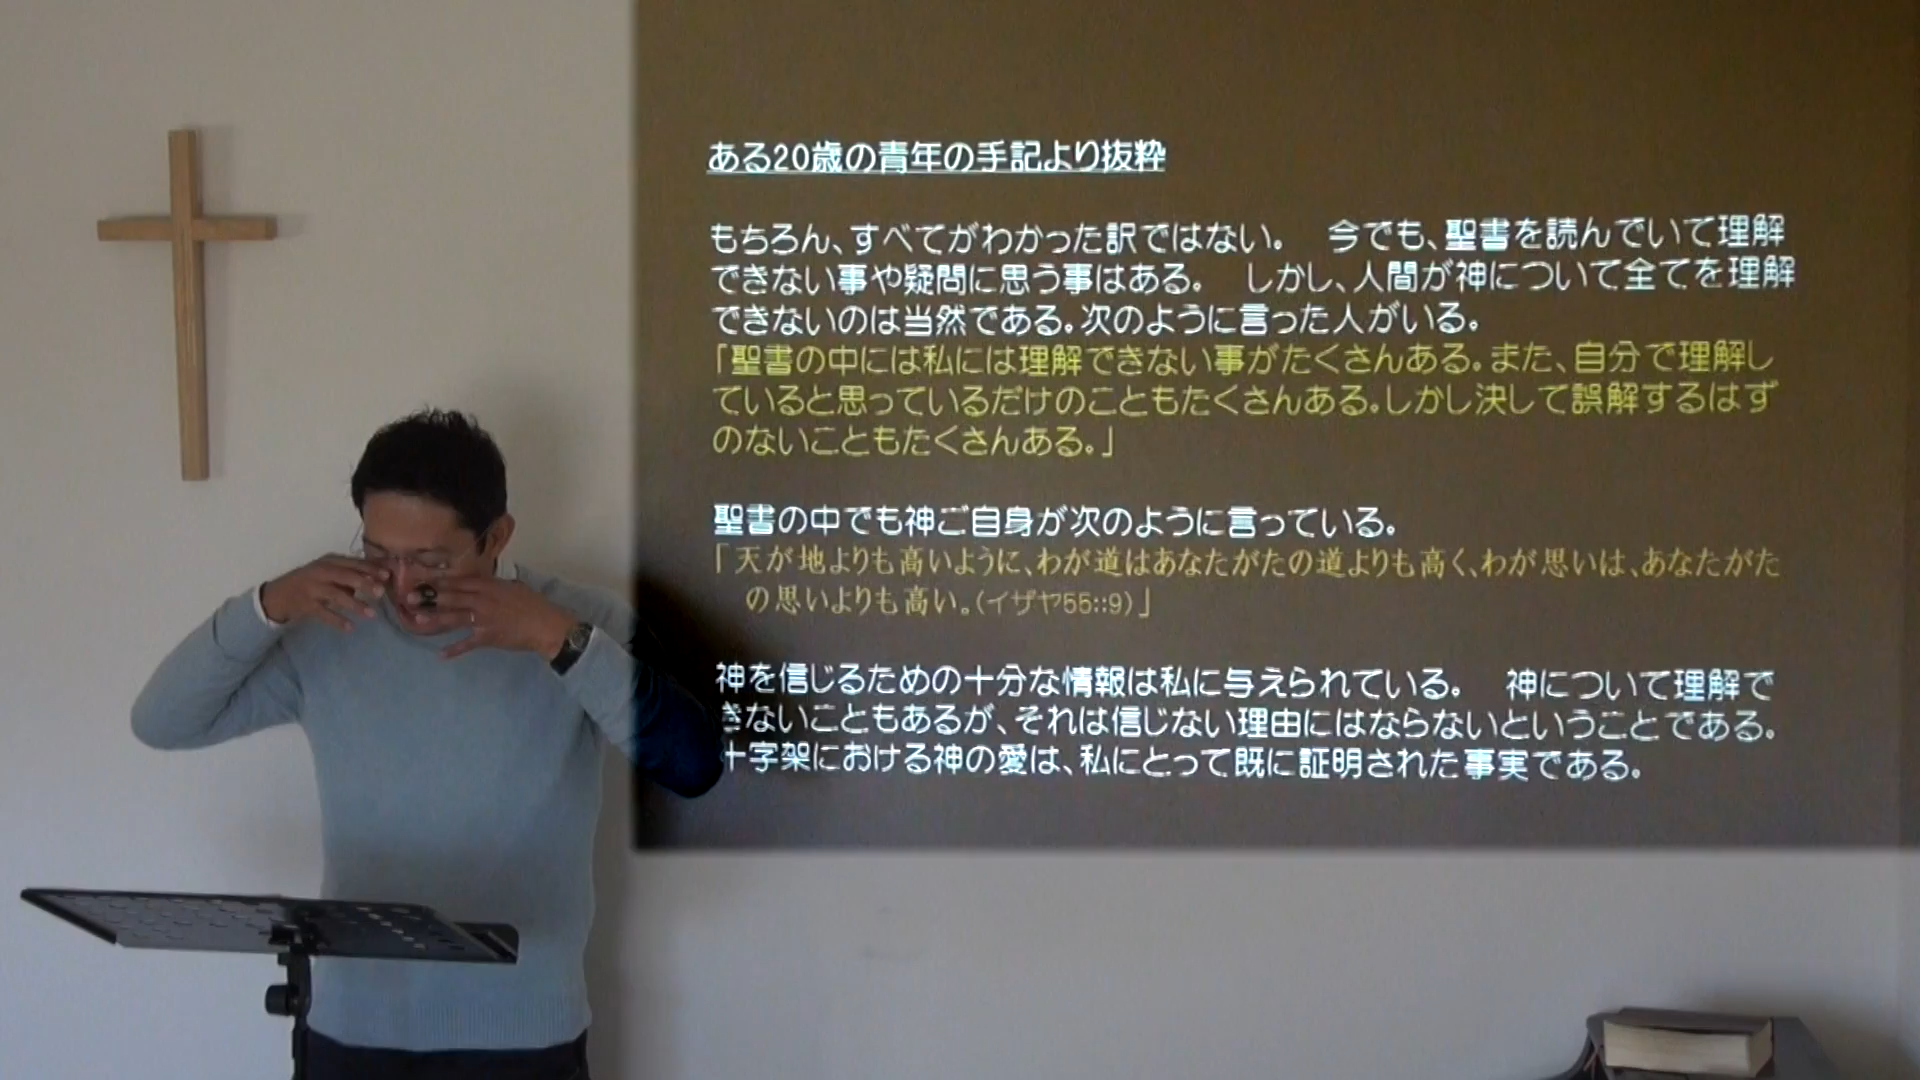 ある20歳の青年の手記より抜粋
もちろん、すべてがわかった訳ではない。　今でも、聖書を読んでいて理解
できない事や疑問に思う事はある。　しかし、人間が神について全てを理解
できないのは当然である。次のように言った人がいる。
「聖書の中には私には理解できない事がたくさんある。また、自分で理解し
ていると思っているだけのこともたくさんある。しかし決して誤解するはず
のないこともたくさんある。」
聖書の中でも神ご自身が次のように言っている。
「天が地よりも高いように、わが道はあなたがたの道よりも高く、わが思いは、あなたがた
の思いよりも高い。(イザヤ55::9)」
神を信じるための十分な情報は私に与えられている。　神について理解で
きないこともあるが、それは信じない理由にはならないということである。
十字架における神の愛は、私にとって既に証明された事実である。